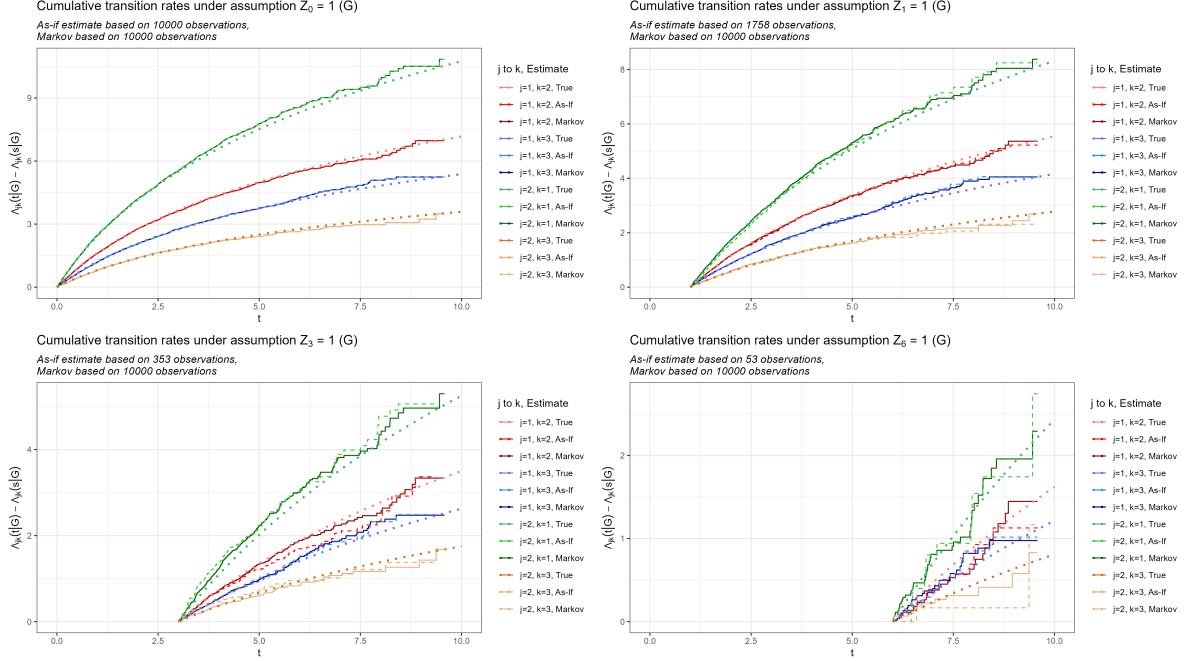 Cumulative transition rates under assumption Z₀ = 1 (G)
As-if estimate based on 10000 observations,
Markov based on 10000 observations
Λjk(t|G) − Λjk(s|G)
9
6
3
0
0.0 2.5 5.0 7.5 10.0
t
j to k, Estimate
j=1, k=2, True
j=1, k=2, As-If
j=1, k=2, Markov
j=1, k=3, True
j=1, k=3, As-If
j=1, k=3, Markov
j=2, k=1, True
j=2, k=1, As-If
j=2, k=1, Markov
j=2, k=3, True
j=2, k=3, As-If
j=2, k=3, Markov
Cumulative transition rates under assumption Z₁ = 1 (G)
As-if estimate based on 1758 observations,
Markov based on 10000 observations
Λjk(t|G) − Λjk(s|G)
8
6
4
2
0
0.0 2.5 5.0 7.5 10.0
t
j to k, Estimate
j=1, k=2, True
j=1, k=2, As-If
j=1, k=2, Markov
j=1, k=3, True
j=1, k=3, As-If
j=1, k=3, Markov
j=2, k=1, True
j=2, k=1, As-If
j=2, k=1, Markov
j=2, k=3, True
j=2, k=3, As-If
j=2, k=3, Markov
Cumulative transition rates under assumption Z₃ = 1 (G)
As-if estimate based on 353 observations,
Markov based on 10000 observations
Λjk(t|G) − Λjk(s|G)
4
2
0
0.0 2.5 5.0 7.5 10.0
t
j to k, Estimate
j=1, k=2, True
j=1, k=2, As-If
j=1, k=2, Markov
j=1, k=3, True
j=1, k=3, As-If
j=1, k=3, Markov
j=2, k=1, True
j=2, k=1, As-If
j=2, k=1, Markov
j=2, k=3, True
j=2, k=3, As-If
j=2, k=3, Markov
Cumulative transition rates under assumption Z₆ = 1 (G)
As-if estimate based on 53 observations,
Markov based on 10000 observations
Λjk(t|G) − Λjk(s|G)
2
1
0
0.0 2.5 5.0 7.5 10.0
t
j to k, Estimate
j=1, k=2, True
j=1, k=2, As-If
j=1, k=2, Markov
j=1, k=3, True
j=1, k=3, As-If
j=1, k=3, Markov
j=2, k=1, True
j=2, k=1, As-If
j=2, k=1, Markov
j=2, k=3, True
j=2, k=3, As-If
j=2, k=3, Markov